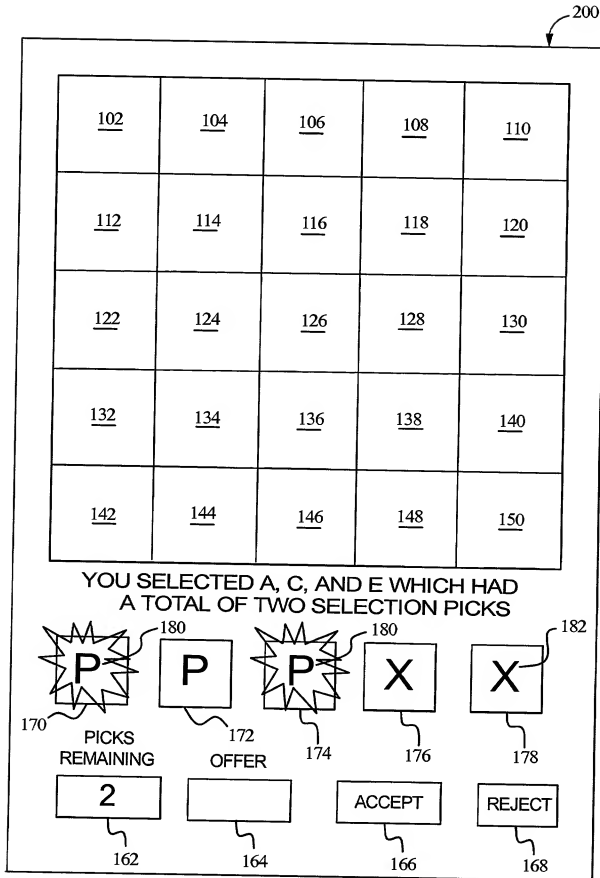 200
102 104 106 108 110
112 114 116 118 120
122 124 126 128 130
132 134 136 138 140
142 144 146 148 150
YOU SELECTED A, C, AND E WHICH HAD
A TOTAL OF TWO SELECTION PICKS
180 180 182
P P P X X
170 172 174 176 178
PICKS
REMAINING OFFER
2 ACCEPT REJECT
162 164 166 168